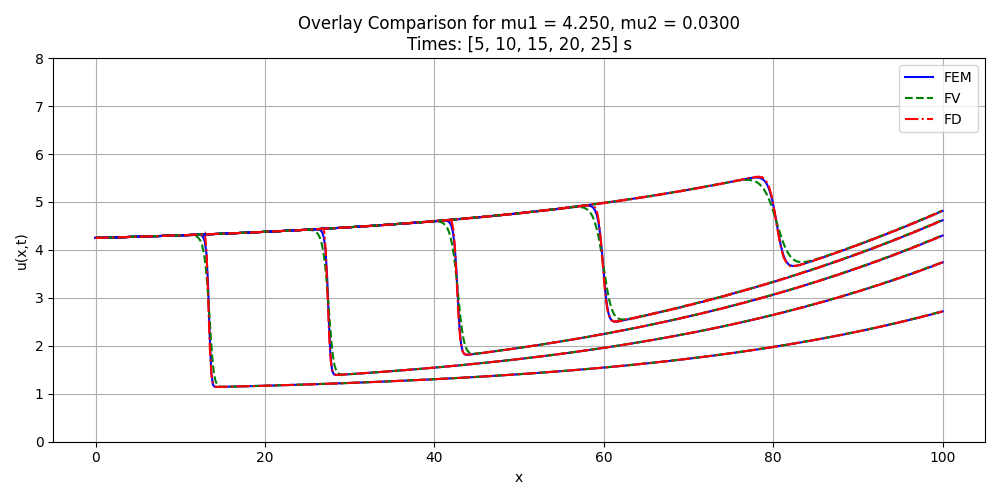 Overlay Comparison for mu1 = 4.250, mu2 = 0.0300
Times: [5, 10, 15, 20, 25] s
8
7
6
5
4
3
2
1
0
u(x,t)
FEM
FV
FD
0
20
40
60
80
100
x